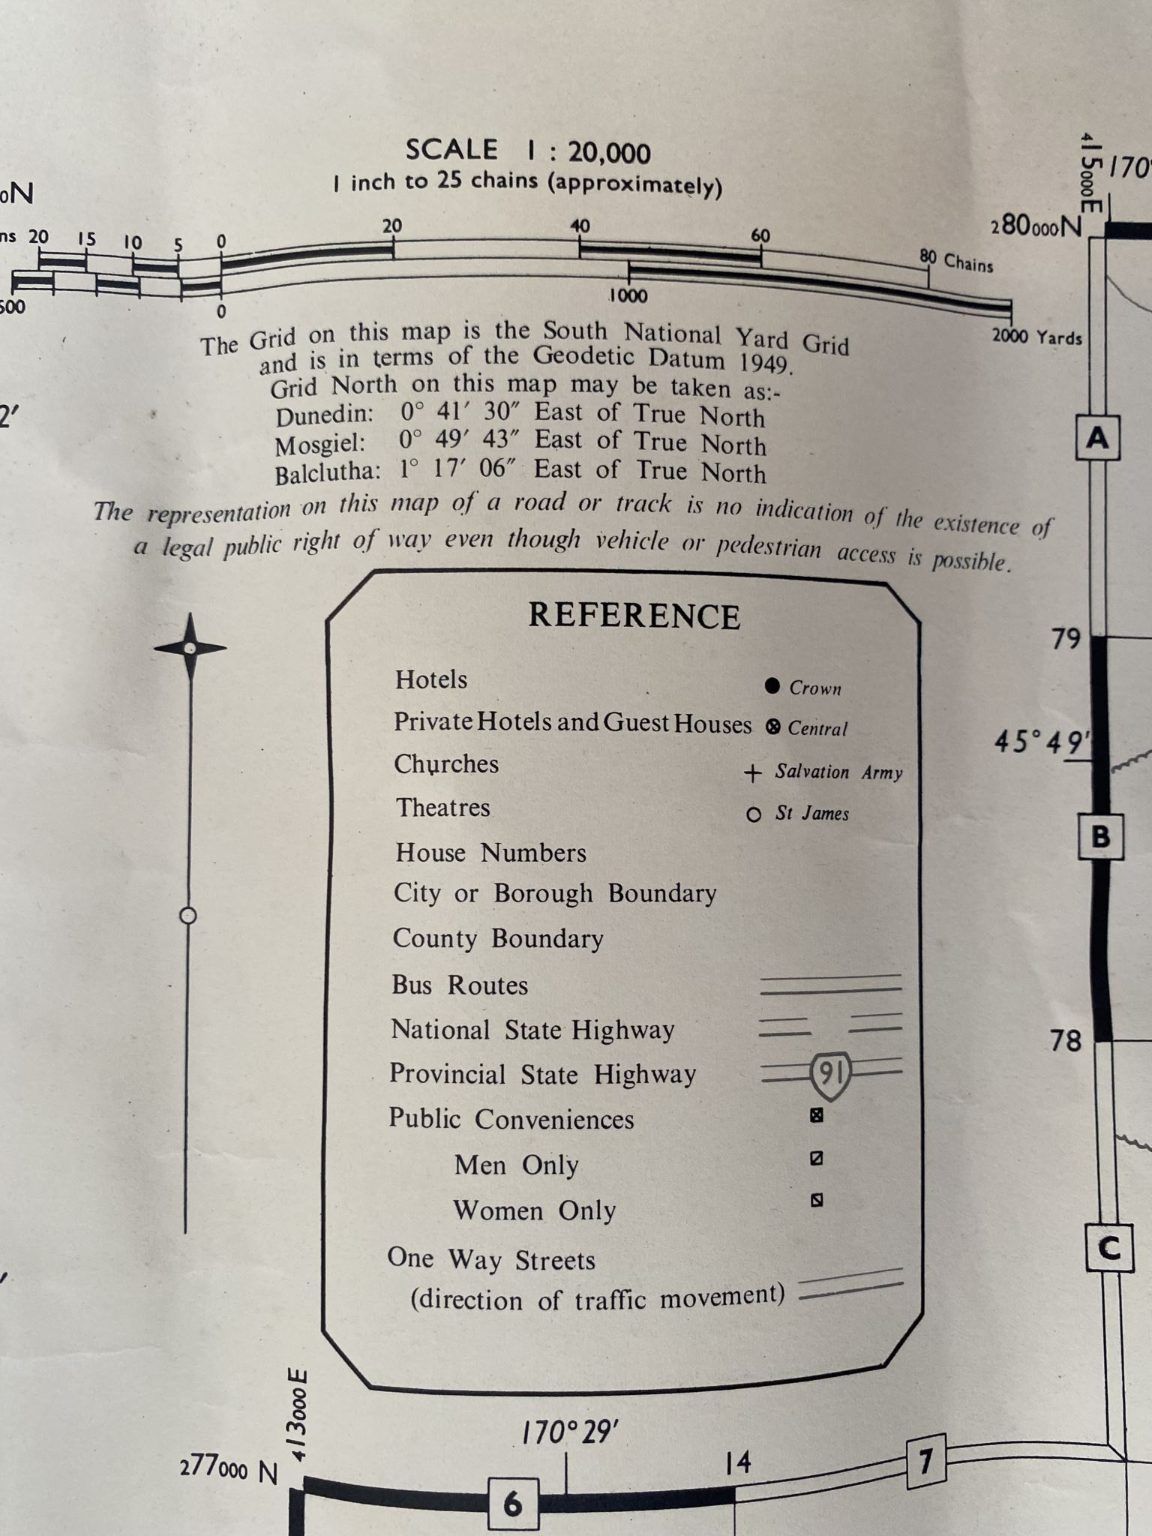 SCALE 1 : 20,000
1 inch to 25 chains (approximately)
415000E
170°
280000N
20 15 10 5 0 20 40 60 80 Chains
0 1000 2000 Yards
The Grid on this map is the South National Yard Grid
and is in terms of the Geodetic Datum 1949.
Grid North on this map may be taken as:-
Dunedin: 0° 41′ 30″ East of True North
Mosgiel: 0° 49′ 43″ East of True North
Balclutha: 1° 17′ 06″ East of True North
The representation on this map of a road or track is no indication of the existence of
a legal public right of way even though vehicle or pedestrian access is possible.
A
REFERENCE
79
Hotels Crown
Private Hotels and Guest Houses Central
45°49′
Churches Salvation Army
Theatres St James
B
House Numbers
City or Borough Boundary
County Boundary
Bus Routes
National State Highway
78
Provincial State Highway 91
Public Conveniences
Men Only
Women Only
C
One Way Streets
(direction of traffic movement)
413000E
170°29′
277000 N
14
6
7